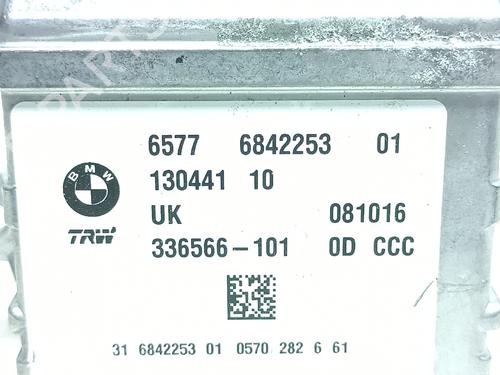 6577 6842253 01
BMW
130441 10
UK 081016
TRW 336566-101 0D CCC
31 6842253 01 0570 282 6 61